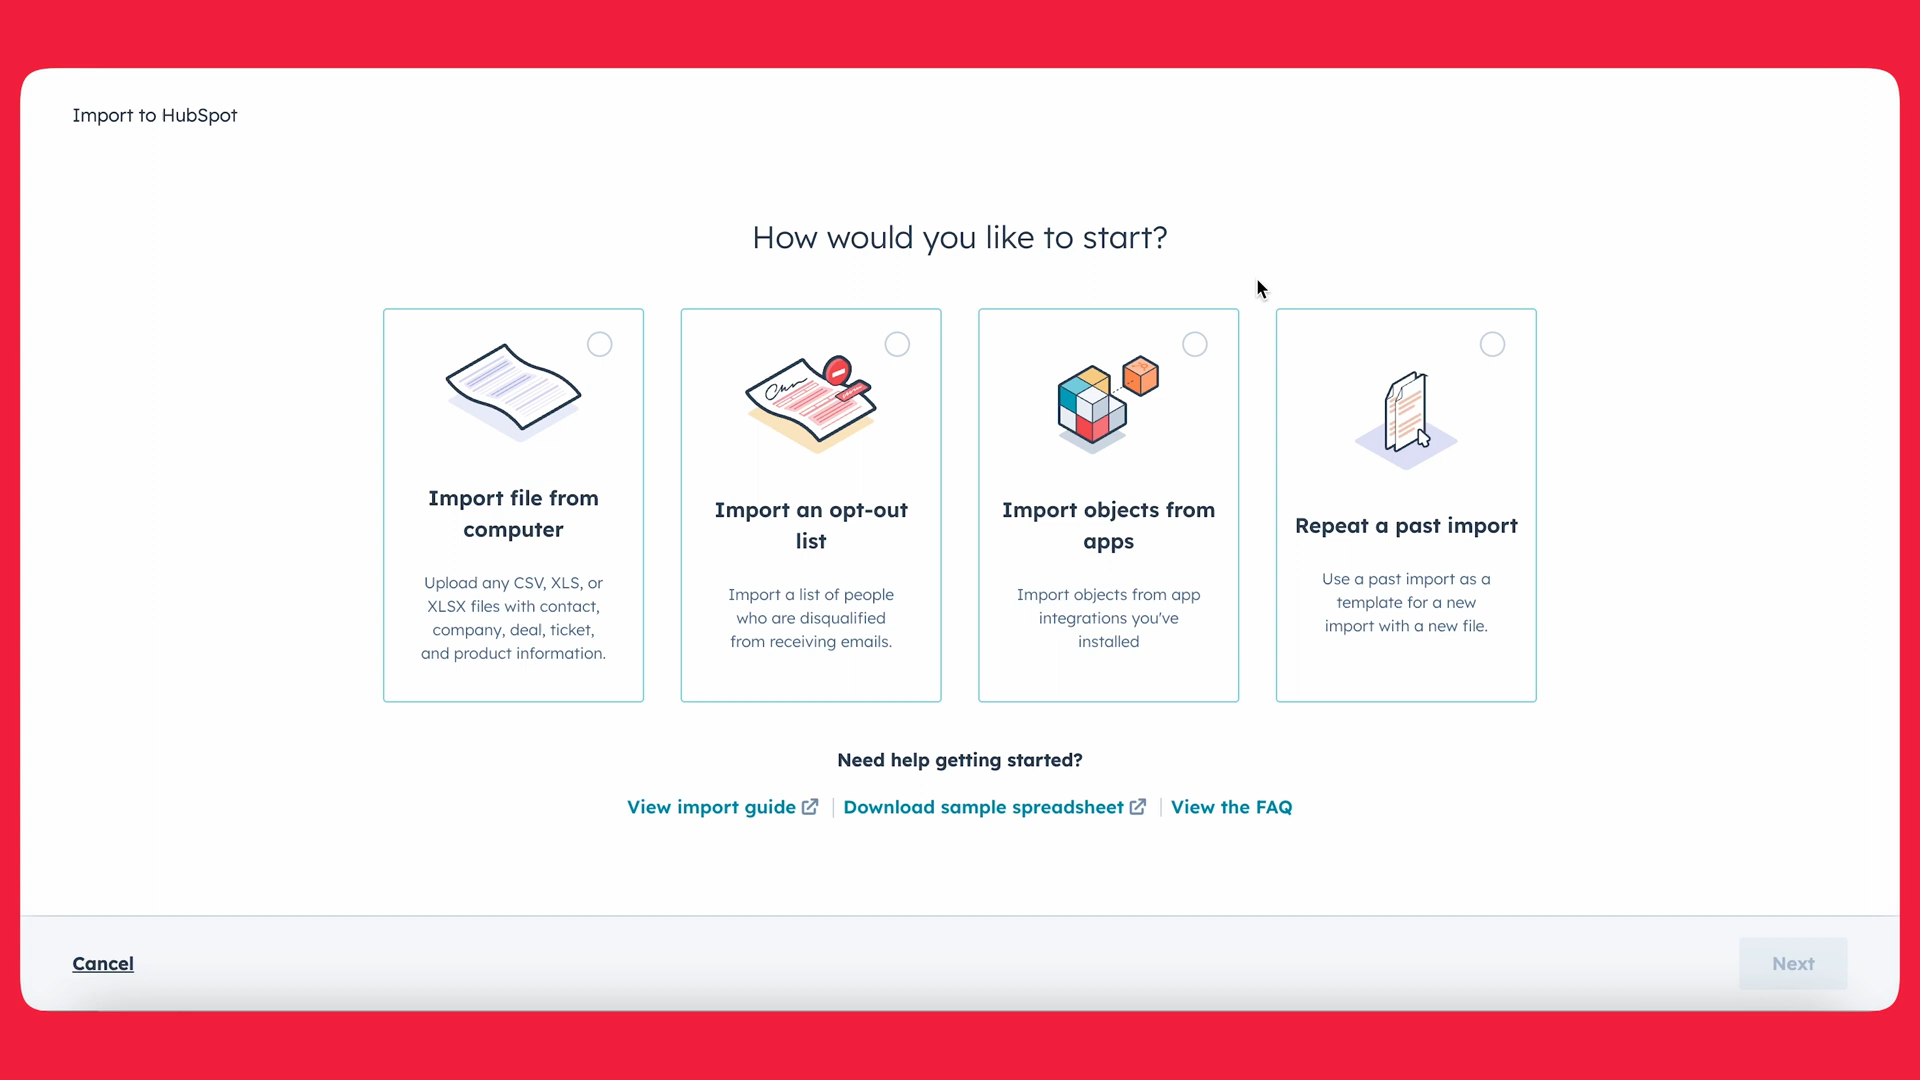 Import to HubSpot
How would you like to start?
Import file from
computer
Upload any CSV, XLS, or
XLSX files with contact,
company, deal, ticket,
and product information.
Import an opt-out
list
Import a list of people
who are disqualified
from receiving emails.
Import objects from
apps
Import objects from app
integrations you've
installed
Repeat a past import
Use a past import as a
template for a new
import with a new file.
Need help getting started?
View import guide
Download sample spreadsheet
View the FAQ
Cancel
Next